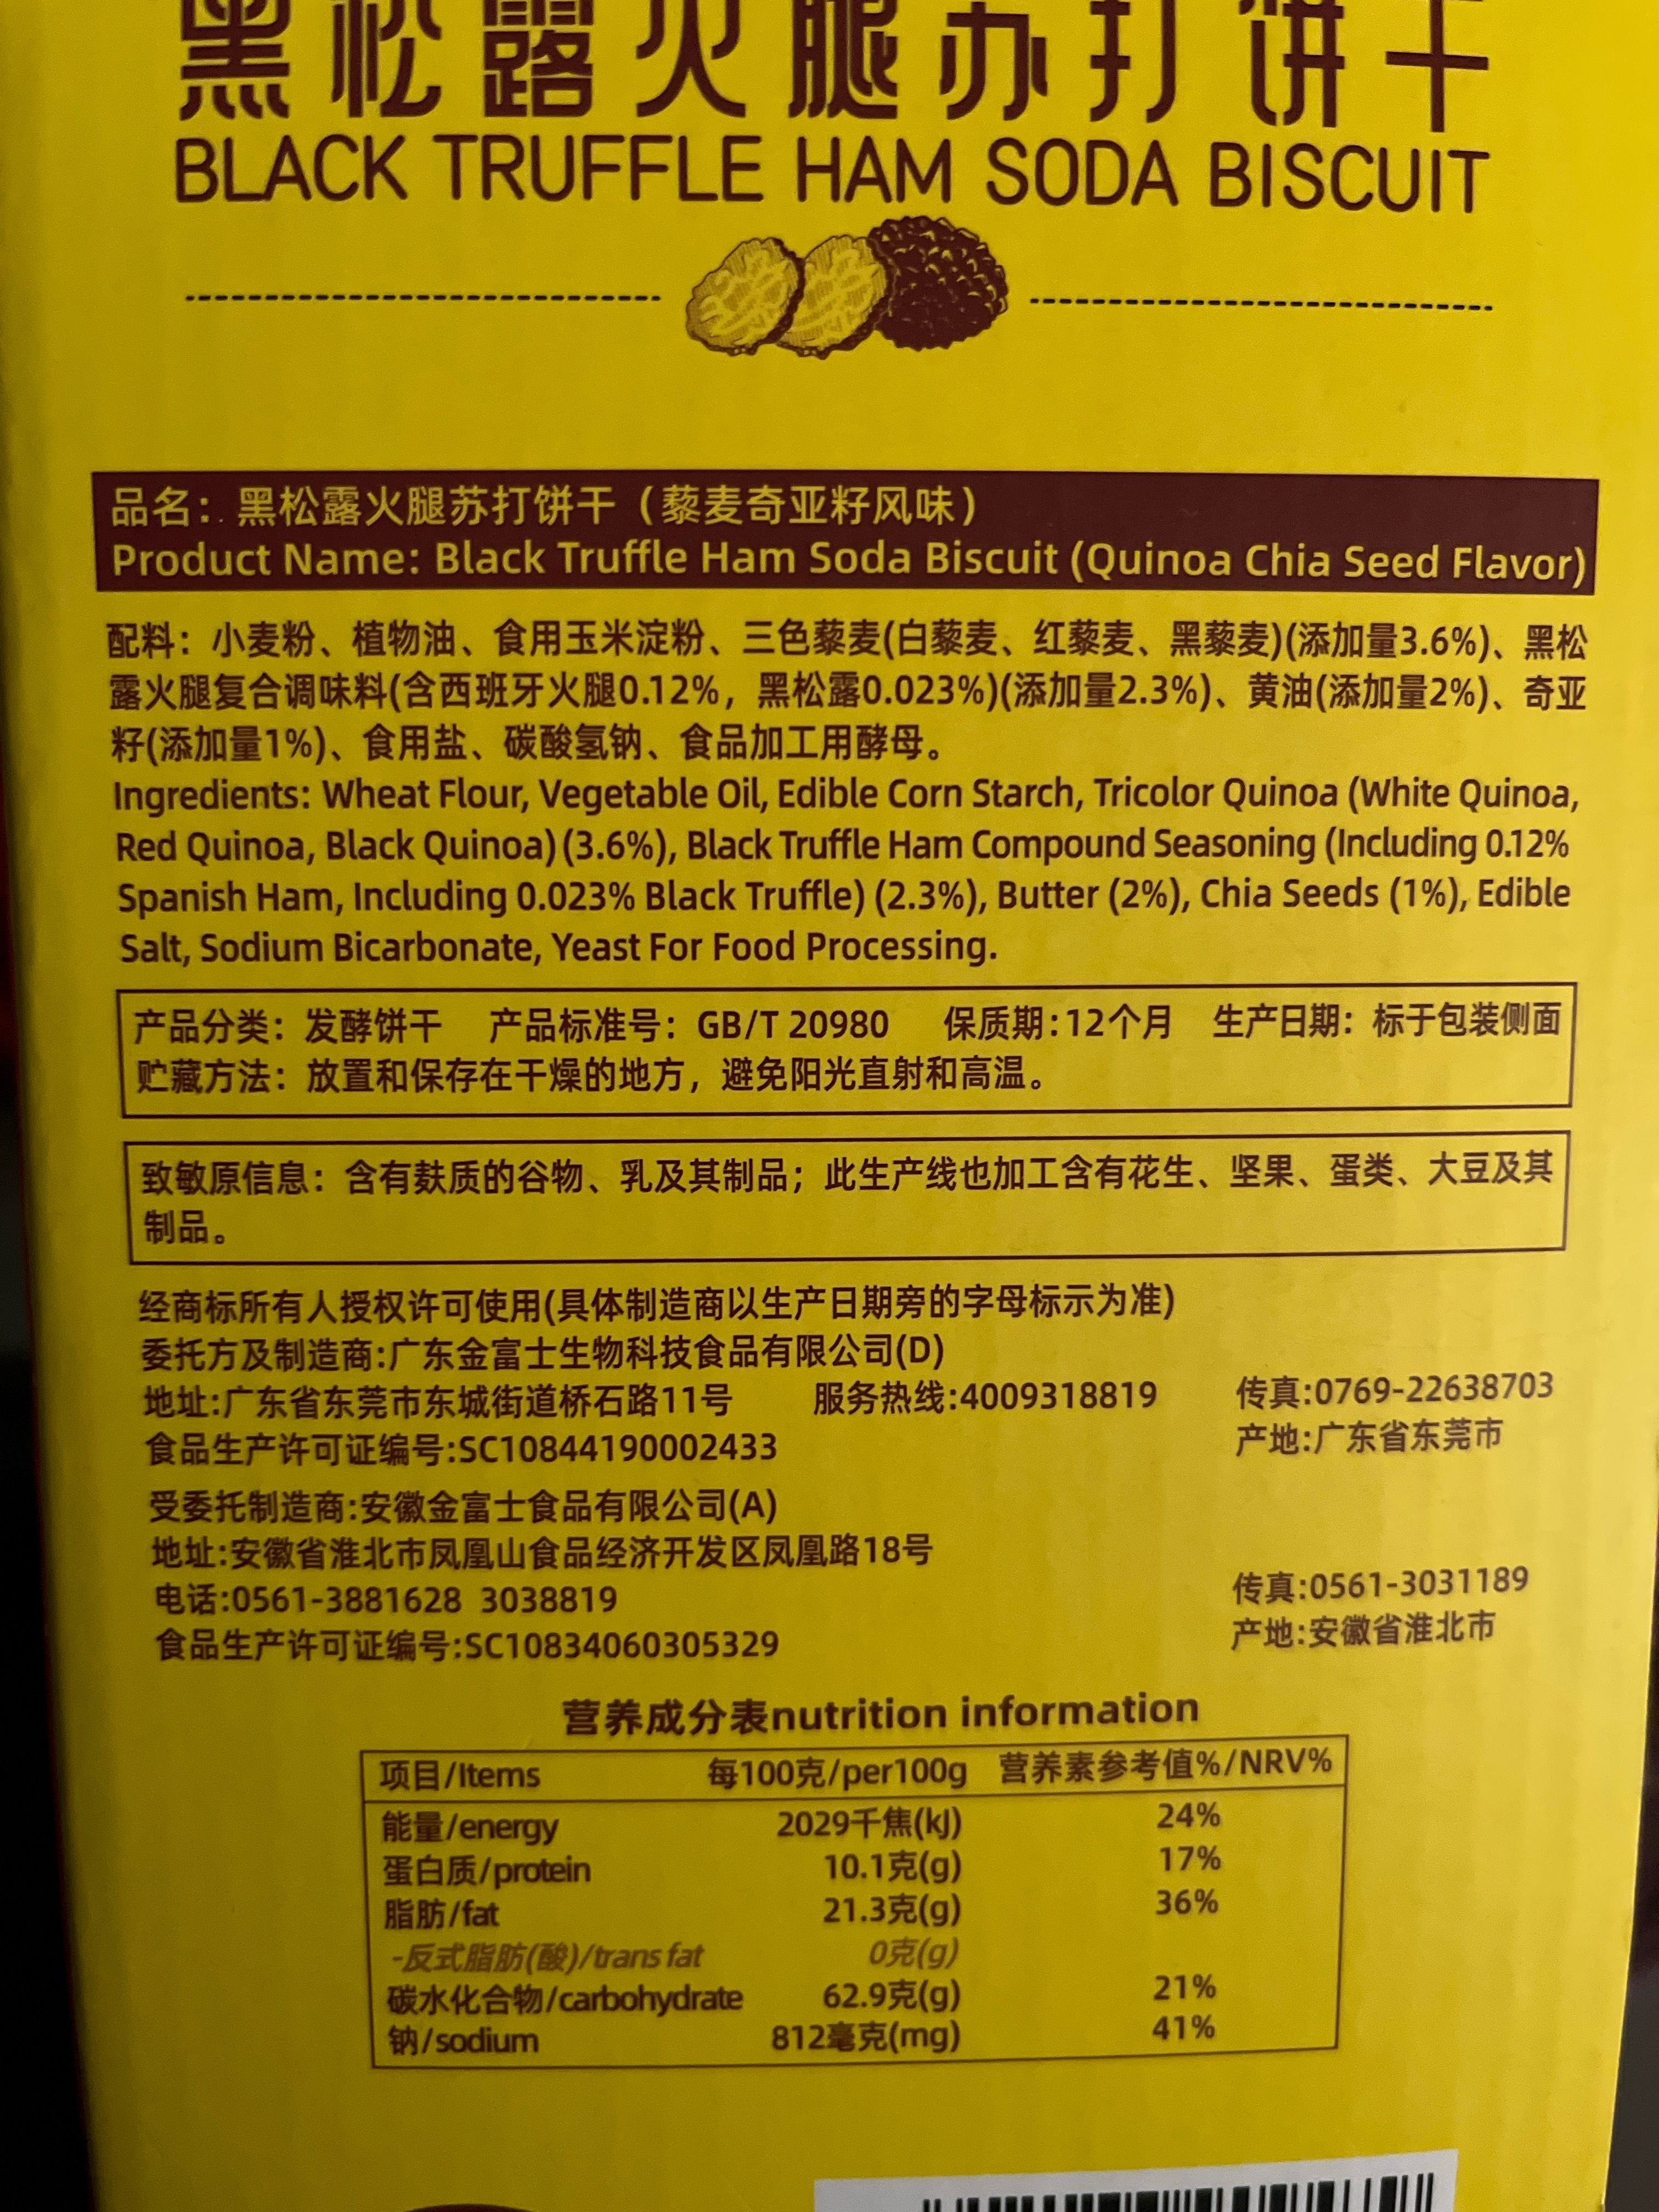 黑松露火腿苏打饼干
BLACK TRUFFLE HAM SODA BISCUIT
品名：黑松露火腿苏打饼干（藜麦奇亚籽风味）
Product Name: Black Truffle Ham Soda Biscuit (Quinoa Chia Seed Flavor)
配料：小麦粉、植物油、食用玉米淀粉、三色藜麦(白藜麦、红藜麦、黑藜麦)(添加量3.6%)、黑松
露火腿复合调味料(含西班牙火腿0.12%，黑松露0.023%)(添加量2.3%)、黄油(添加量2%)、奇亚
籽(添加量1%)、食用盐、碳酸氢钠、食品加工用酵母。
Ingredients: Wheat Flour, Vegetable Oil, Edible Corn Starch, Tricolor Quinoa (White Quinoa,
Red Quinoa, Black Quinoa) (3.6%), Black Truffle Ham Compound Seasoning (Including 0.12%
Spanish Ham, Including 0.023% Black Truffle) (2.3%), Butter (2%), Chia Seeds (1%), Edible
Salt, Sodium Bicarbonate, Yeast For Food Processing.
产品分类：发酵饼干 产品标准号：GB/T 20980 保质期：12个月 生产日期：标于包装侧面
贮藏方法：放置和保存在干燥的地方，避免阳光直射和高温。
致敏原信息：含有麸质的谷物、乳及其制品；此生产线也加工含有花生、坚果、蛋类、大豆及其
制品。
经商标所有人授权许可使用(具体制造商以生产日期旁的字母标示为准)
委托方及制造商:广东金富士生物科技食品有限公司(D)
地址:广东省东莞市东城街道桥石路11号 服务热线:4009318819 传真:0769-22638703
食品生产许可证编号:SC10844190002433 产地:广东省东莞市
受委托制造商:安徽金富士食品有限公司(A)
地址:安徽省淮北市凤凰山食品经济开发区凤凰路18号
电话:0561-3881628 3038819 传真:0561-3031189
食品生产许可证编号:SC10834060305329 产地:安徽省淮北市
营养成分表nutrition information
项目/Items 每100克/per100g 营养素参考值%/NRV%
能量/energy 2029千焦(kJ) 24%
蛋白质/protein 10.1克(g) 17%
脂肪/fat 21.3克(g) 36%
-反式脂肪(酸)/trans fat 0克(g)
碳水化合物/carbohydrate 62.9克(g) 21%
钠/sodium 812毫克(mg) 41%